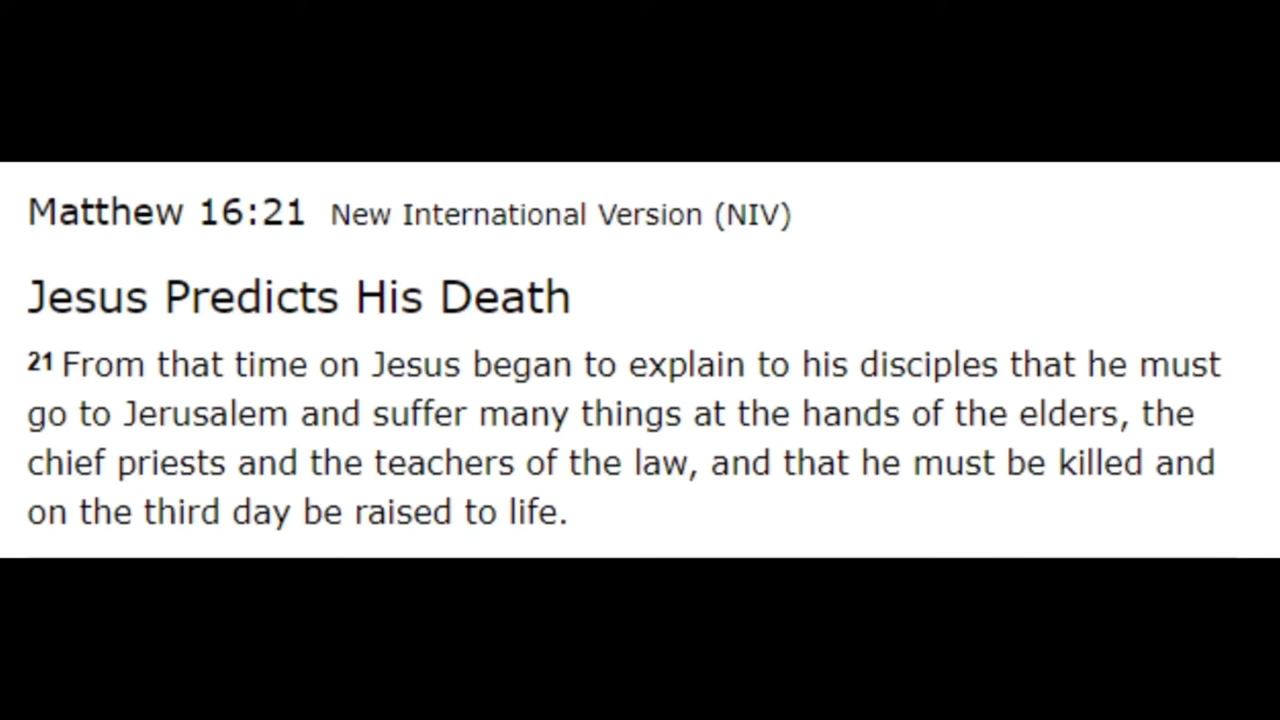 Matthew 16:21 New International Version (NIV)
Jesus Predicts His Death
21 From that time on Jesus began to explain to his disciples that he must
go to Jerusalem and suffer many things at the hands of the elders, the
chief priests and the teachers of the law, and that he must be killed and
on the third day be raised to life.